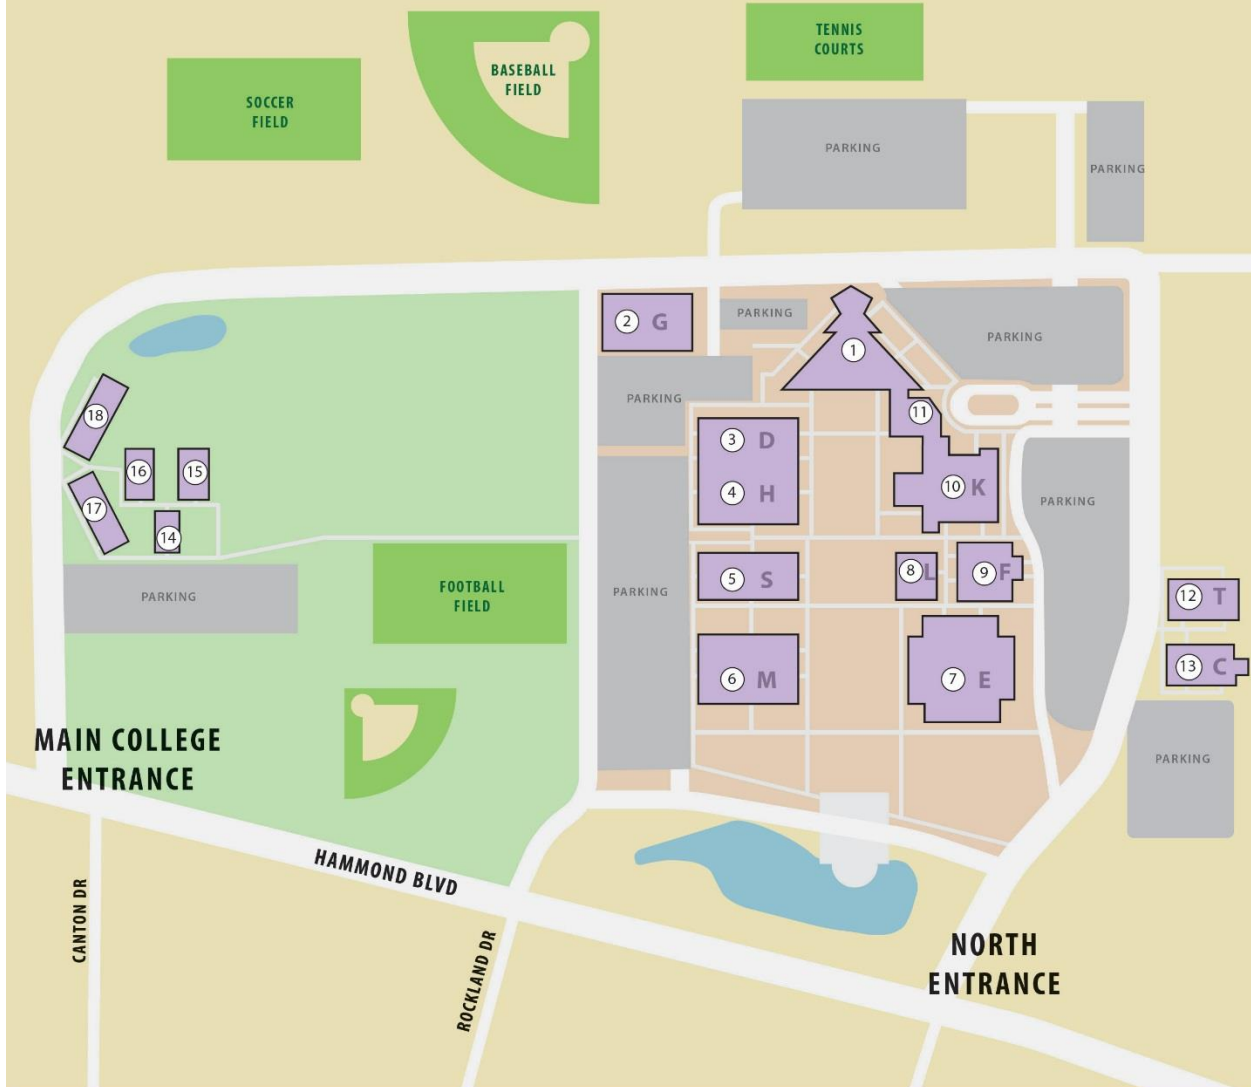 TENNIS
COURTS
BASEBALL
FIELD
SOCCER
FIELD
PARKING
PARKING
2 G
PARKING
1
PARKING
PARKING
11
18
3 D
16
15
4 H
10 K
PARKING
17
14
8 L
9 F
5 S
FOOTBALL
FIELD
PARKING
PARKING
12 T
13 C
6 M
7 E
MAIN COLLEGE
ENTRANCE
PARKING
HAMMOND BLVD
CANTON DR
ROCKLAND DR
NORTH
ENTRANCE